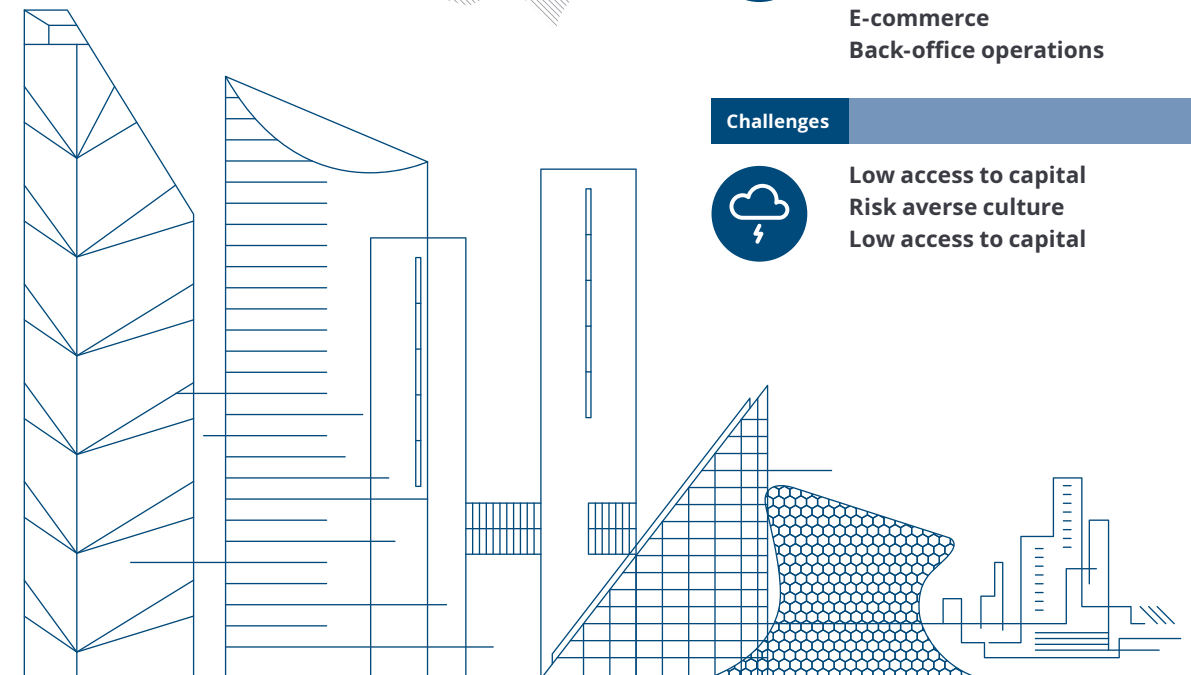 E-commerce
Back-office operations
Challenges
Low access to capital
Risk averse culture
Low access to capital